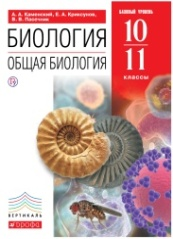 А. А. Каменский, Е. А. Криксунов,
В. В. Пасечник
БИОЛОГИЯ
ОБЩАЯ БИОЛОГИЯ
БАЗОВЫЙ УРОВЕНЬ
10
11
КЛАССЫ
ВЕРТИКАЛЬ
дрофа